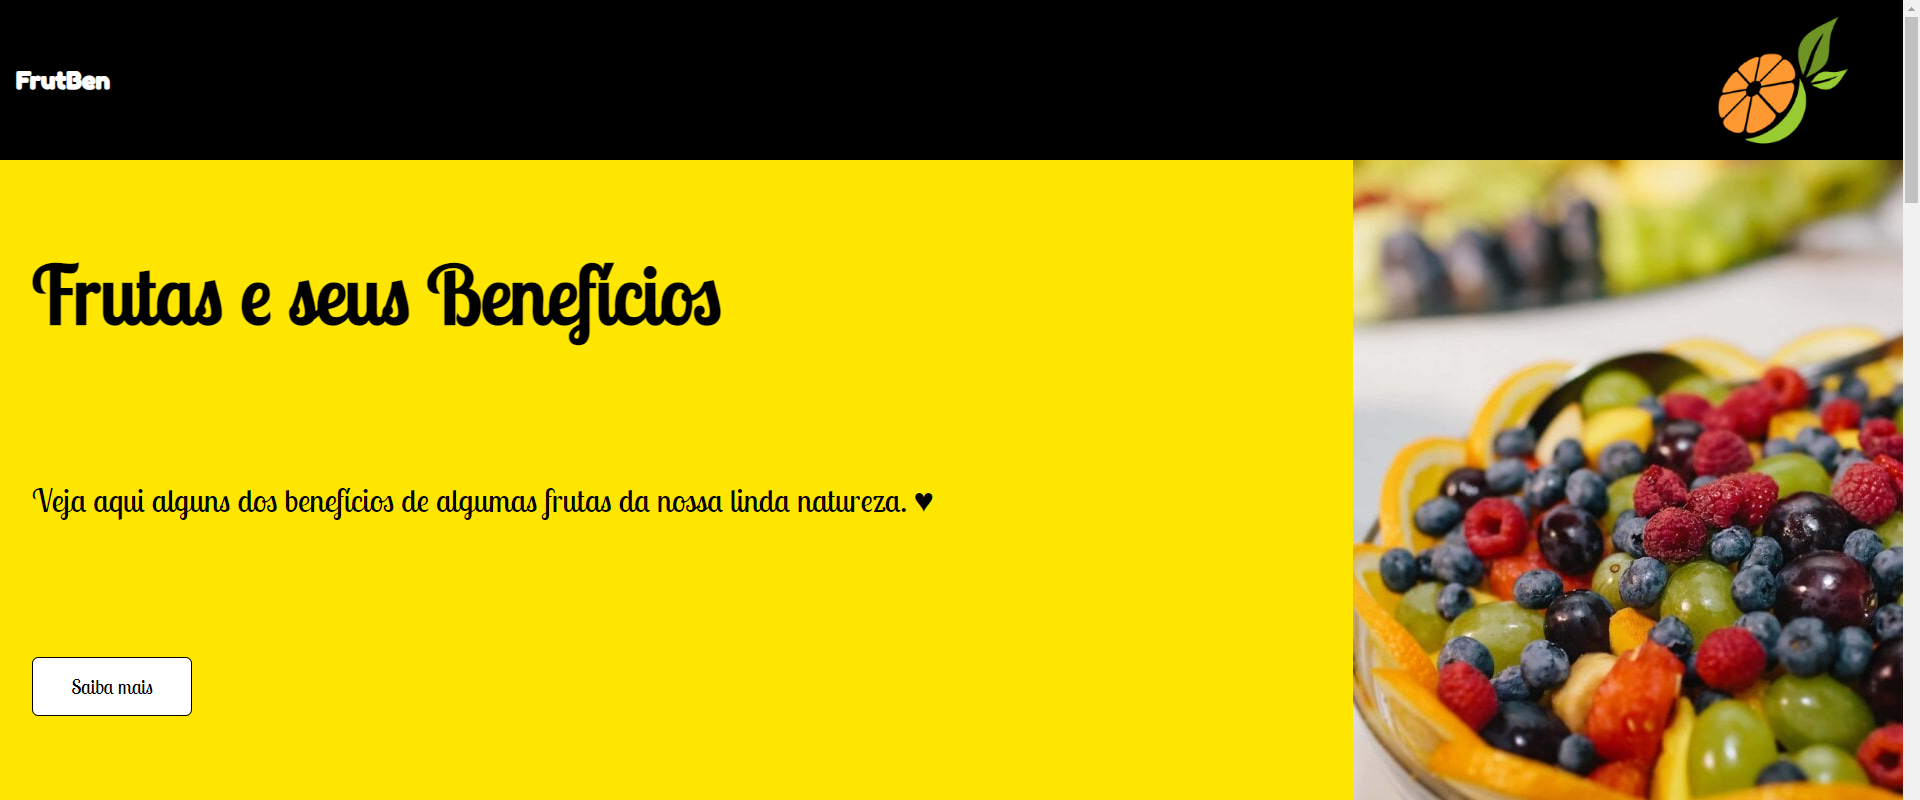 FrutBen
Frutas e seus Benefícios
Veja aqui alguns dos benefícios de algumas frutas da nossa linda natureza. ♥
Saiba mais